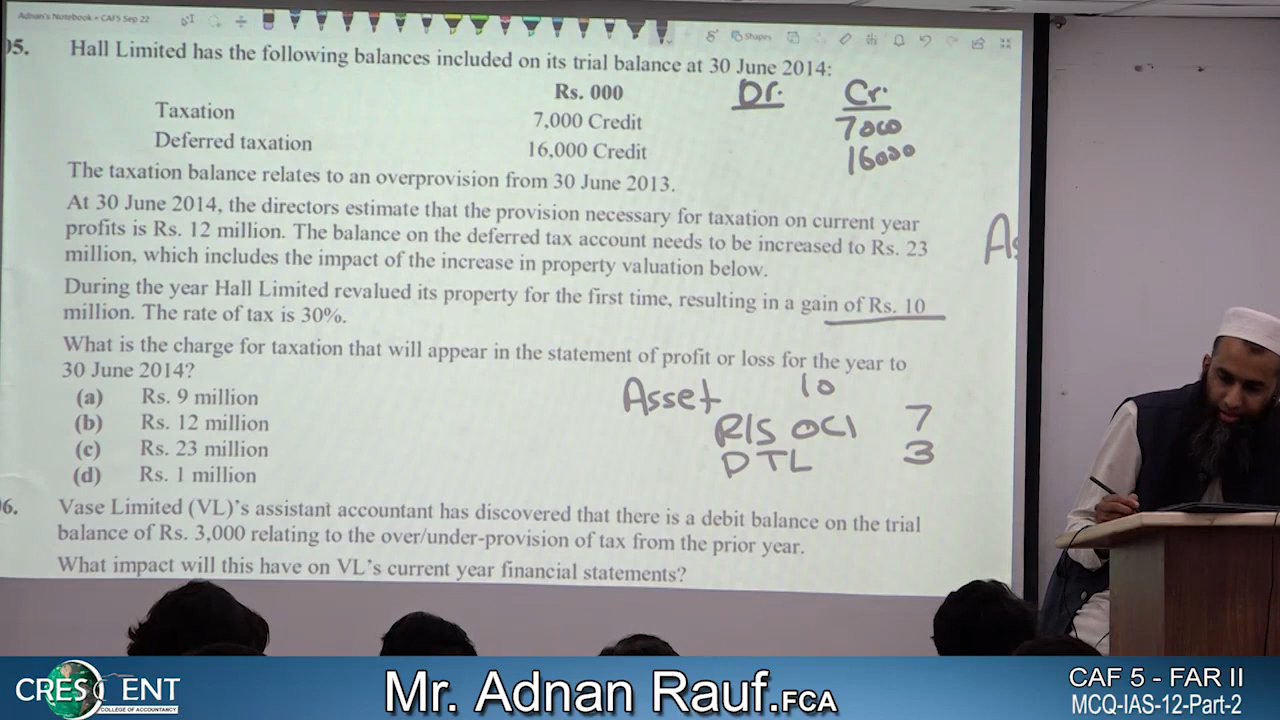 Adnan's Notebook » CAF5 Sep 22
Shapes
05. Hall Limited has the following balances included on its trial balance at 30 June 2014:
Rs. 000
Dr. Cr.
Taxation 7,000 Credit 7000
Deferred taxation 16,000 Credit 16000
The taxation balance relates to an overprovision from 30 June 2013.
At 30 June 2014, the directors estimate that the provision necessary for taxation on current year
profits is Rs. 12 million. The balance on the deferred tax account needs to be increased to Rs. 23
million, which includes the impact of the increase in property valuation below.
As
During the year Hall Limited revalued its property for the first time, resulting in a gain of Rs. 10
million. The rate of tax is 30%.
What is the charge for taxation that will appear in the statement of profit or loss for the year to
30 June 2014?
(a) Rs. 9 million
(b) Rs. 12 million
(c) Rs. 23 million
(d) Rs. 1 million
Asset 10
R/S OCI 7
DTL 3
6. Vase Limited (VL)'s assistant accountant has discovered that there is a debit balance on the trial
balance of Rs. 3,000 relating to the over/under-provision of tax from the prior year.
What impact will this have on VL's current year financial statements?
CRESCENT
COLLEGE OF ACCOUNTANCY
Mr. Adnan Rauf.FCA
CAF 5 - FAR II
MCQ-IAS-12-Part-2